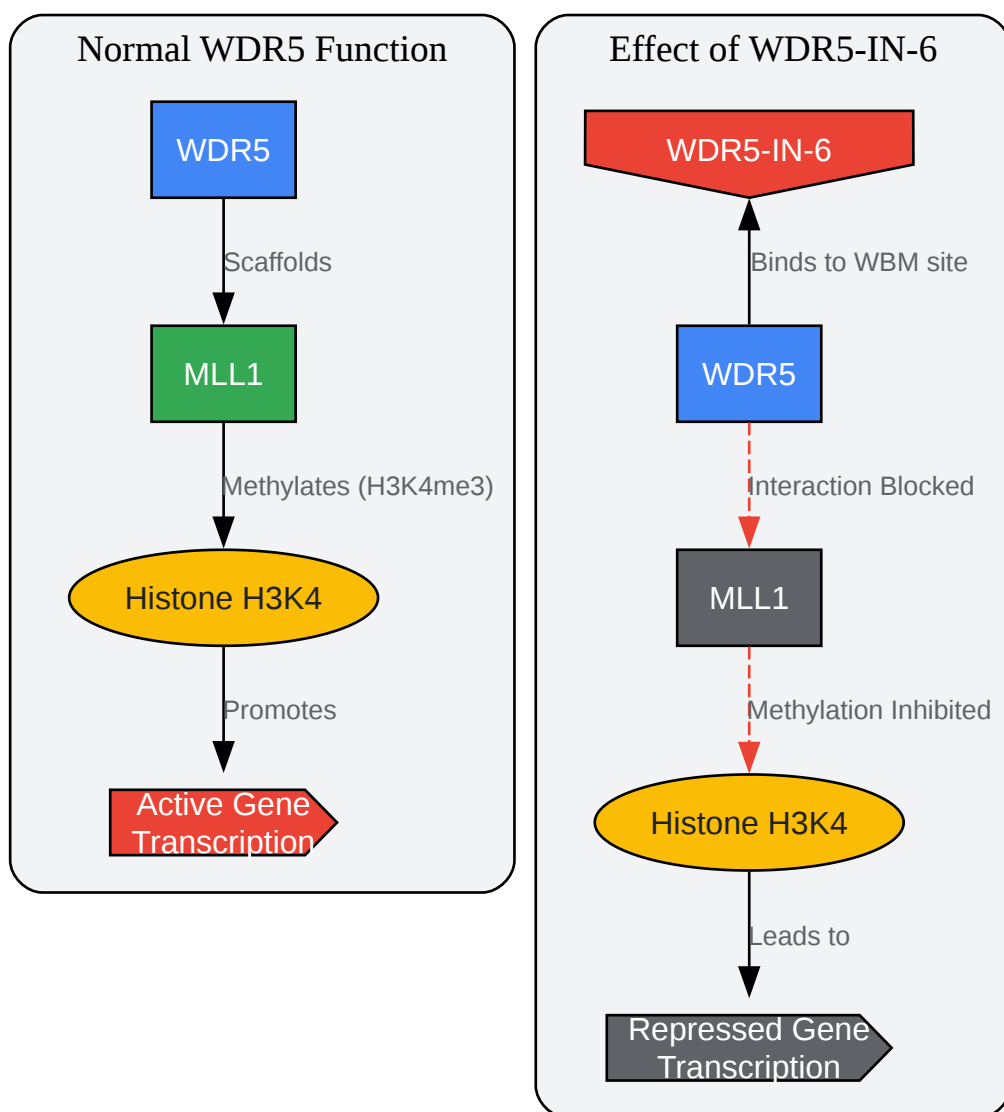 Normal WDR5 Function
WDR5
Scaffolds
MLL1
Methylates (H3K4me3)
Histone H3K4
Promotes
Active Gene
Transcription
Effect of WDR5-IN-6
WDR5-IN-6
Binds to WBM site
WDR5
Interaction Blocked
MLL1
Methylation Inhibited
Histone H3K4
Leads to
Repressed Gene
Transcription